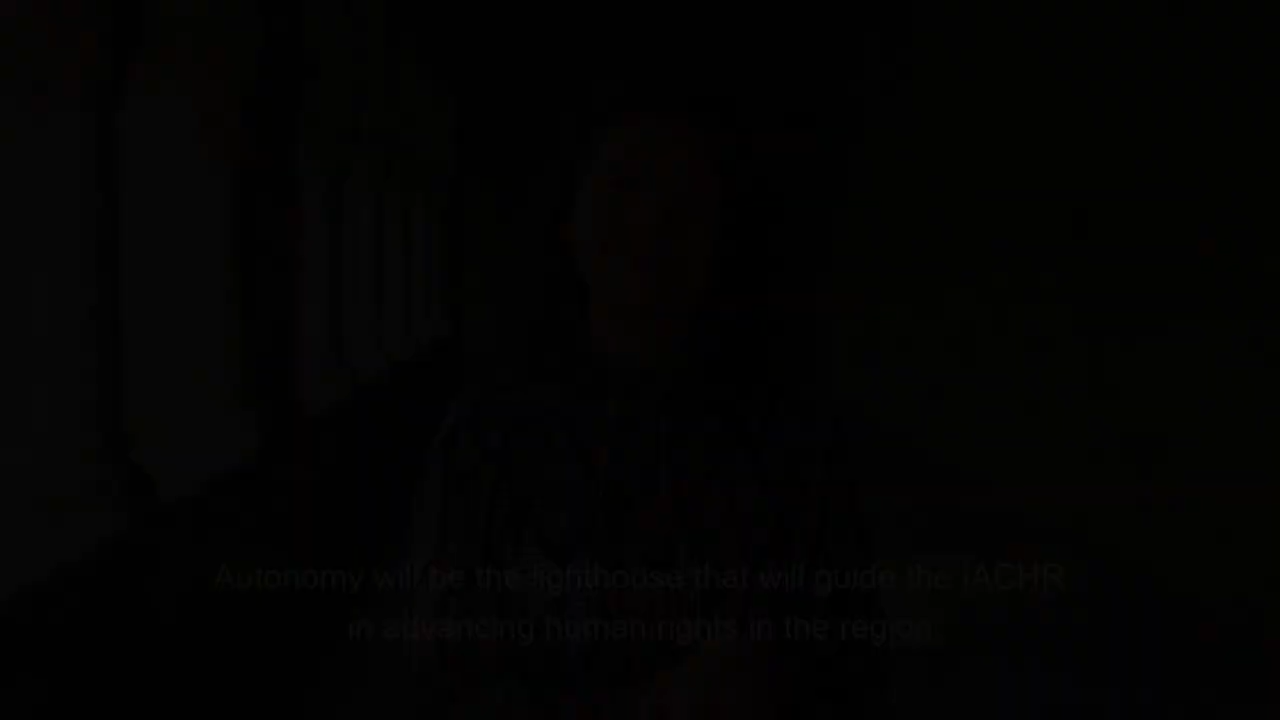 Autonomy will be the lighthouse that will guide the IACHR
in advancing human rights in the region.